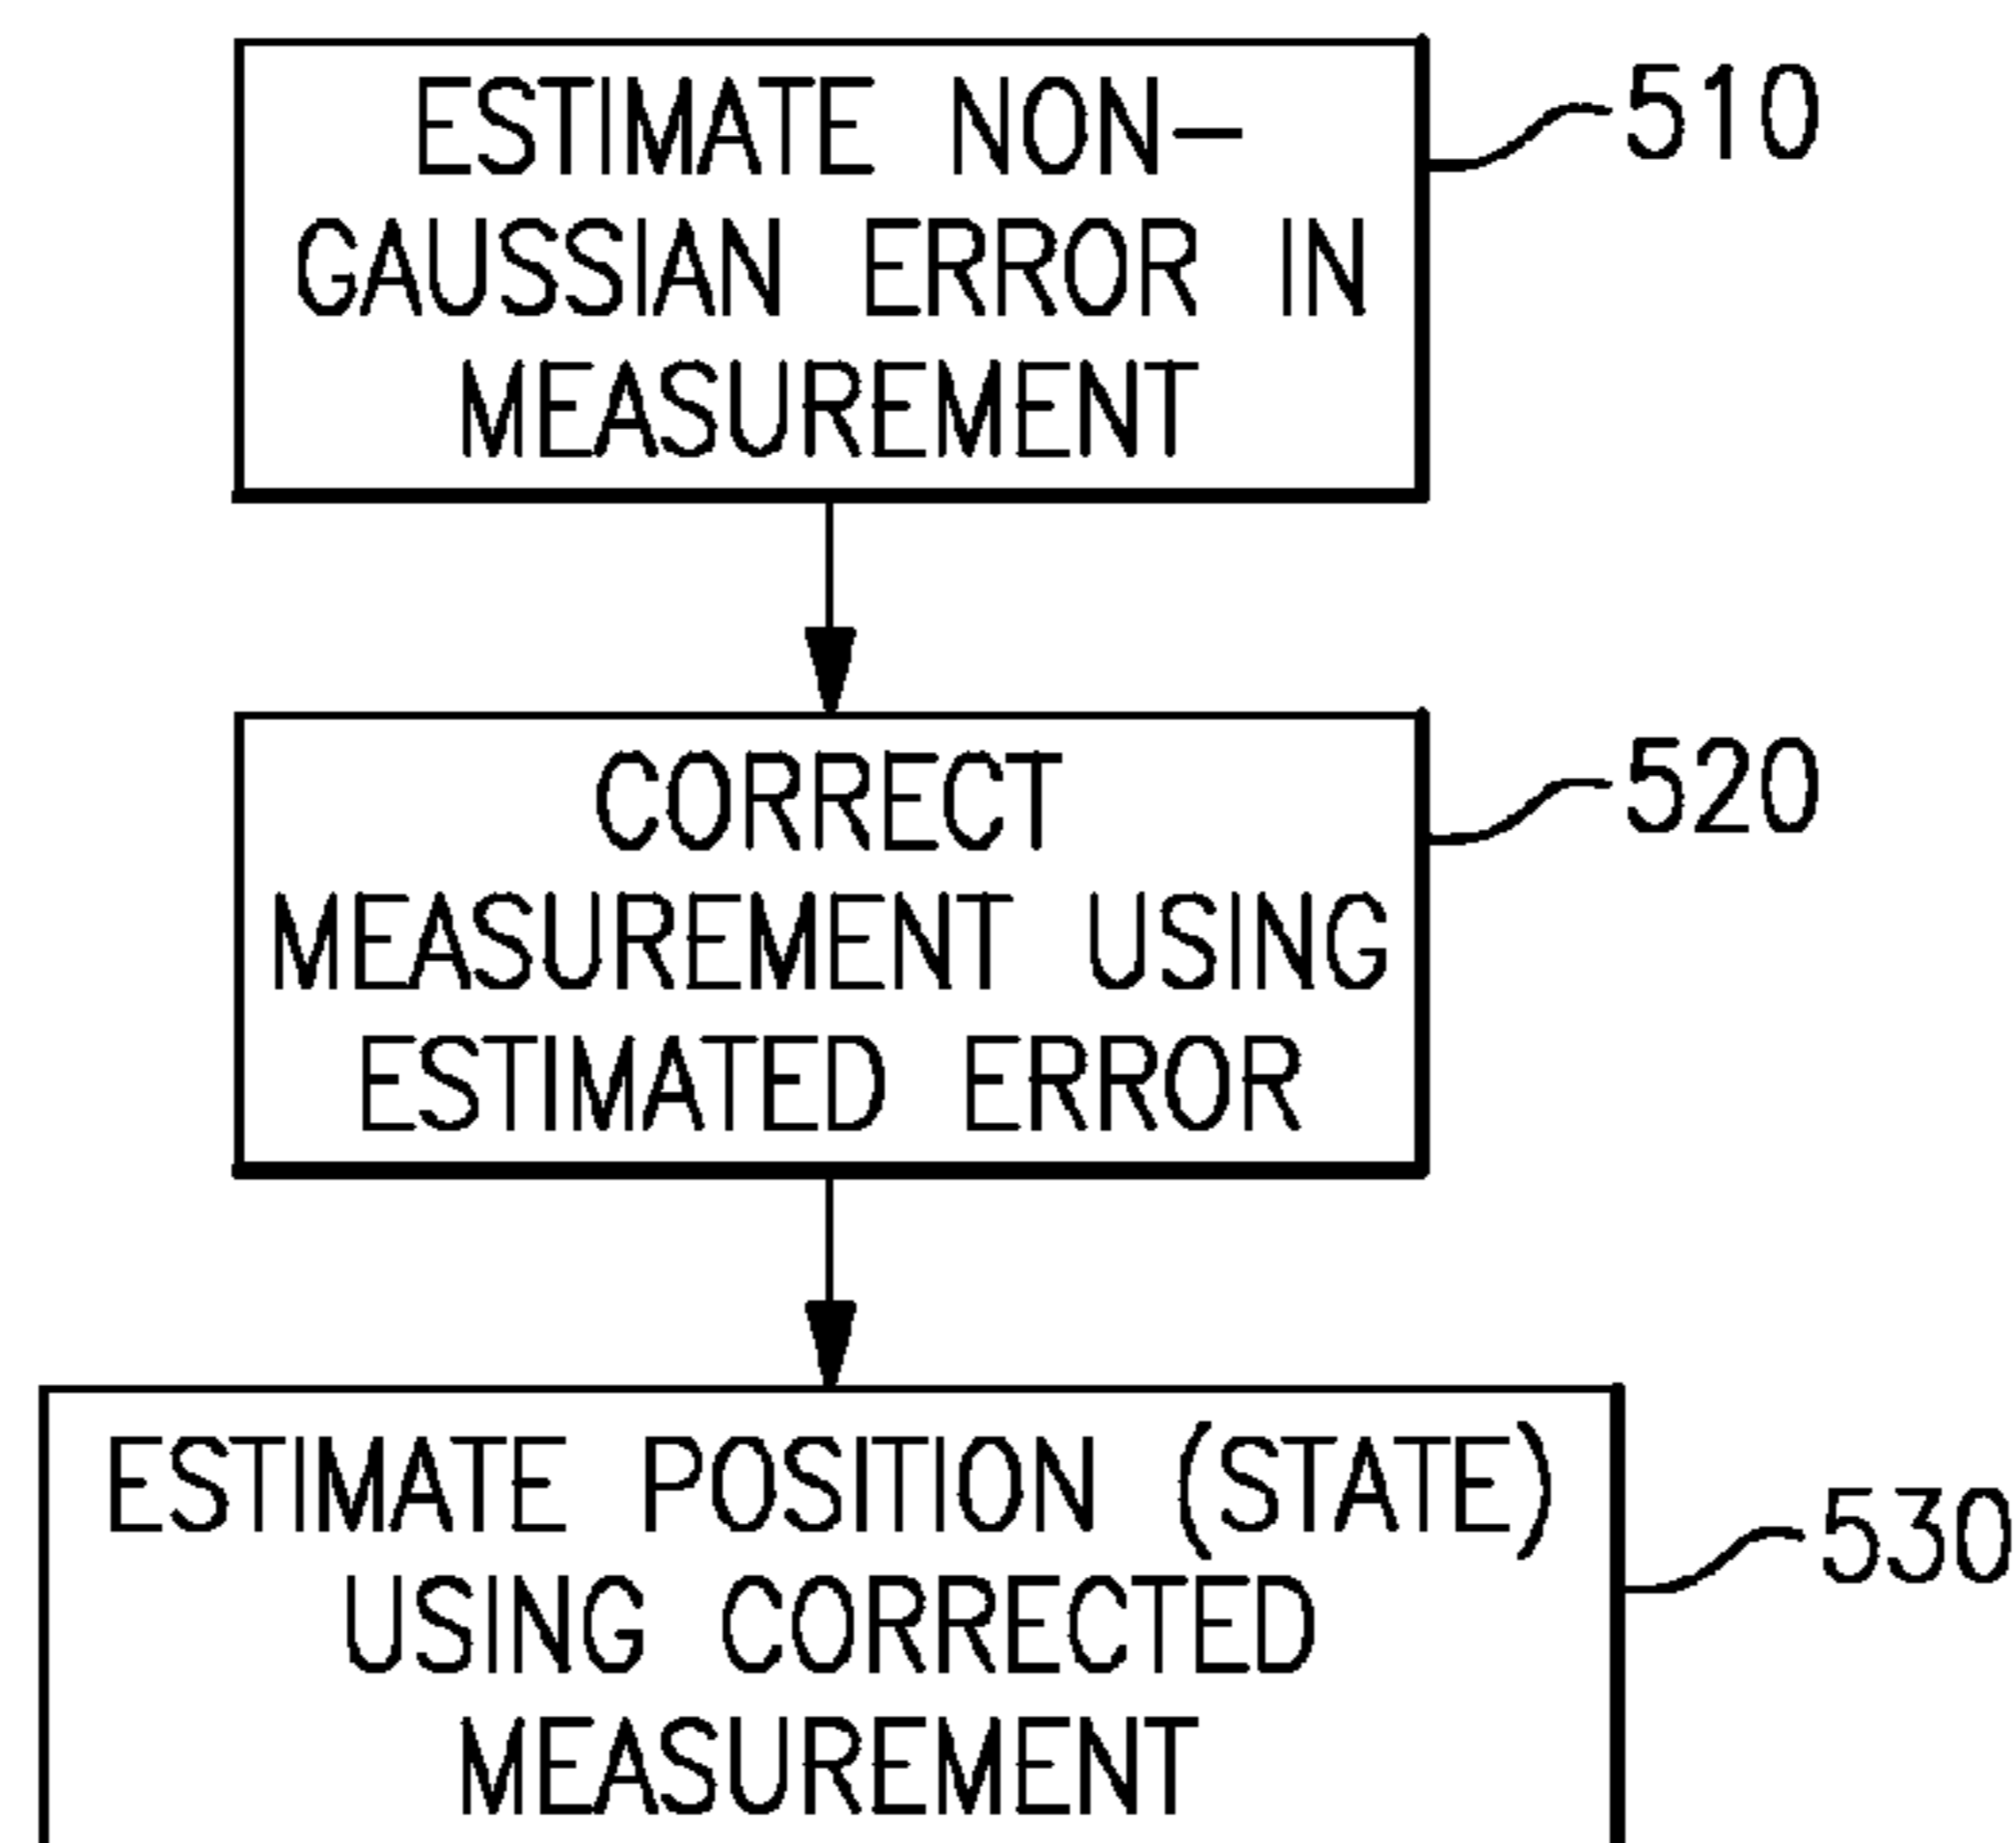 ESTIMATE NON-
GAUSSIAN ERROR IN
MEASUREMENT
510
CORRECT
MEASUREMENT USING
ESTIMATED ERROR
520
ESTIMATE POSITION (STATE)
USING CORRECTED
MEASUREMENT
530